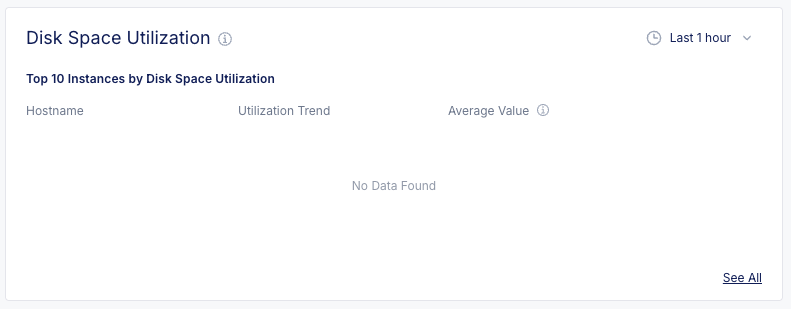 Disk Space Utilization
Last 1 hour
Top 10 Instances by Disk Space Utilization
Hostname Utilization Trend Average Value
No Data Found
See All